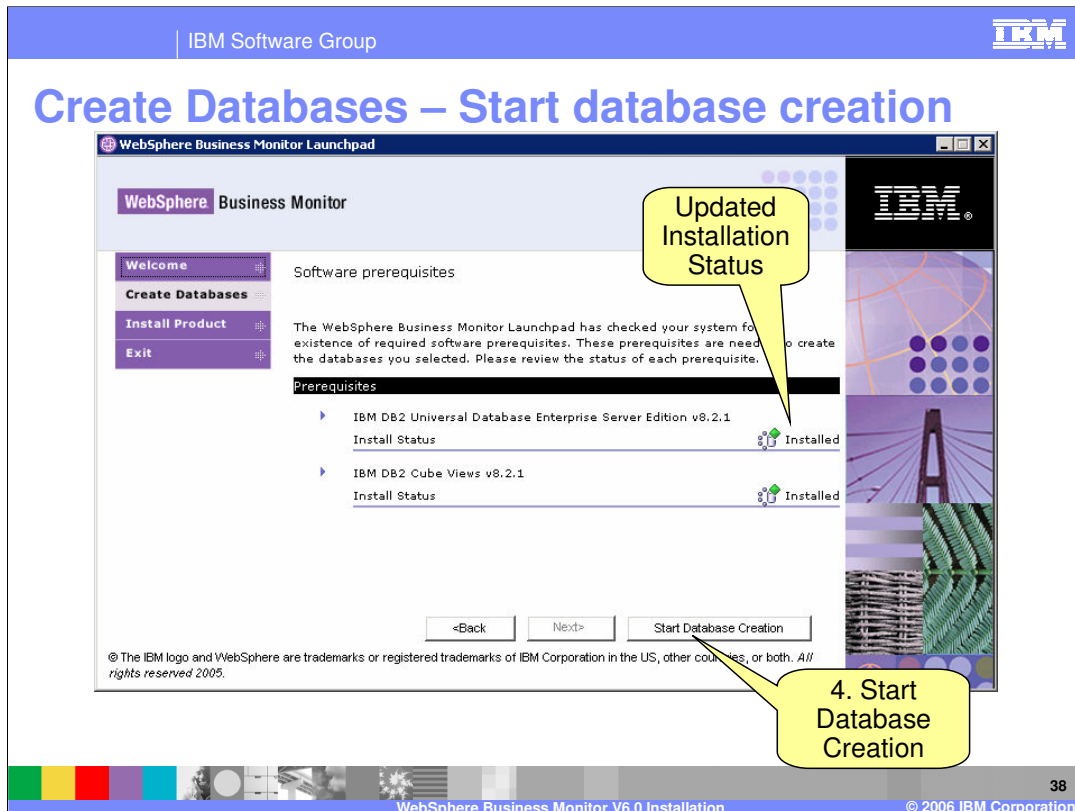 IBM Software Group
IBM
Create Databases – Start database creation
WebSphere Business Monitor Launchpad
WebSphere Business Monitor
IBM®
Updated
Installation
Status
Welcome
Create Databases
Install Product
Exit
Software prerequisites
The WebSphere Business Monitor Launchpad has checked your system fo
existence of required software prerequisites. These prerequisites are nee o create
the databases you selected. Please review the status of each prerequisite.
Prerequisites
IBM DB2 Universal Database Enterprise Server Edition v8.2.1
Install Status Installed
IBM DB2 Cube Views v8.2.1
Install Status Installed
<Back Next> Start Database Creation
© The IBM logo and WebSphere are trademarks or registered trademarks of IBM Corporation in the US, other countries, or both. All
rights reserved 2005.
4. Start
Database
Creation
38
WebSphere Business Monitor V6.0 Installation © 2006 IBM Corporation